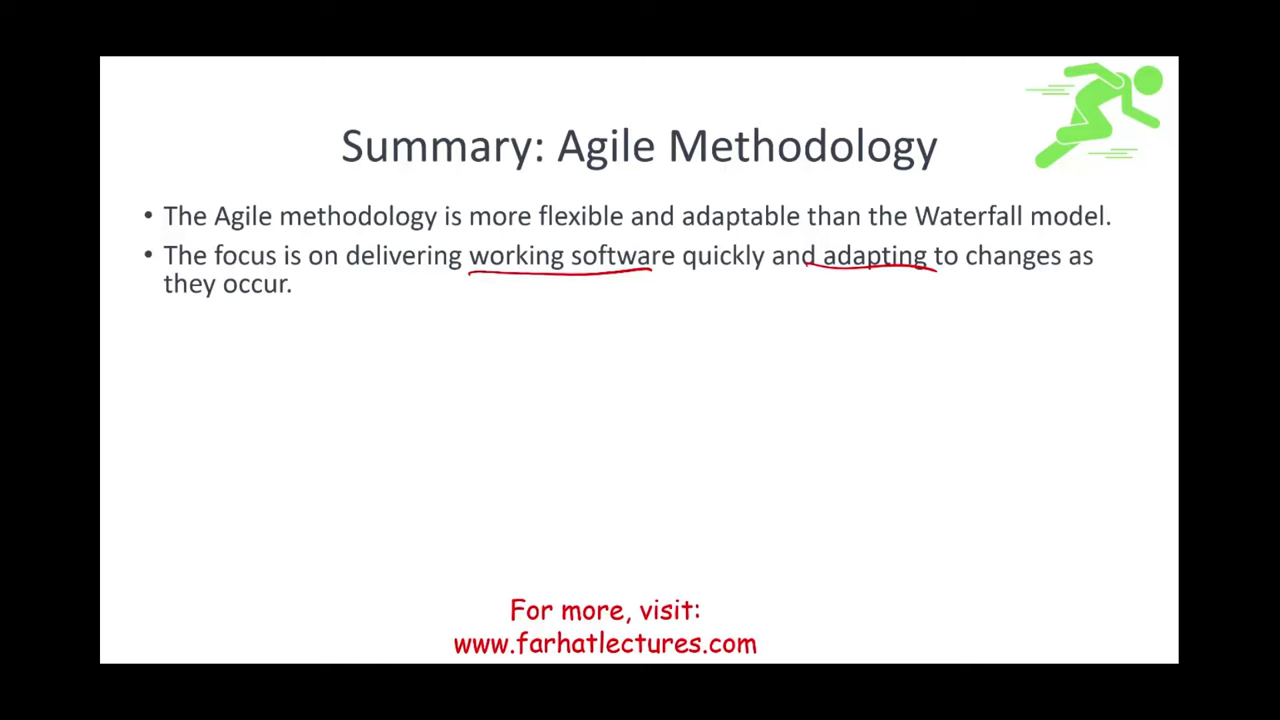 Summary: Agile Methodology
• The Agile methodology is more flexible and adaptable than the Waterfall model.
• The focus is on delivering working software quickly and adapting to changes as
they occur.
For more, visit:
www.farhatlectures.com